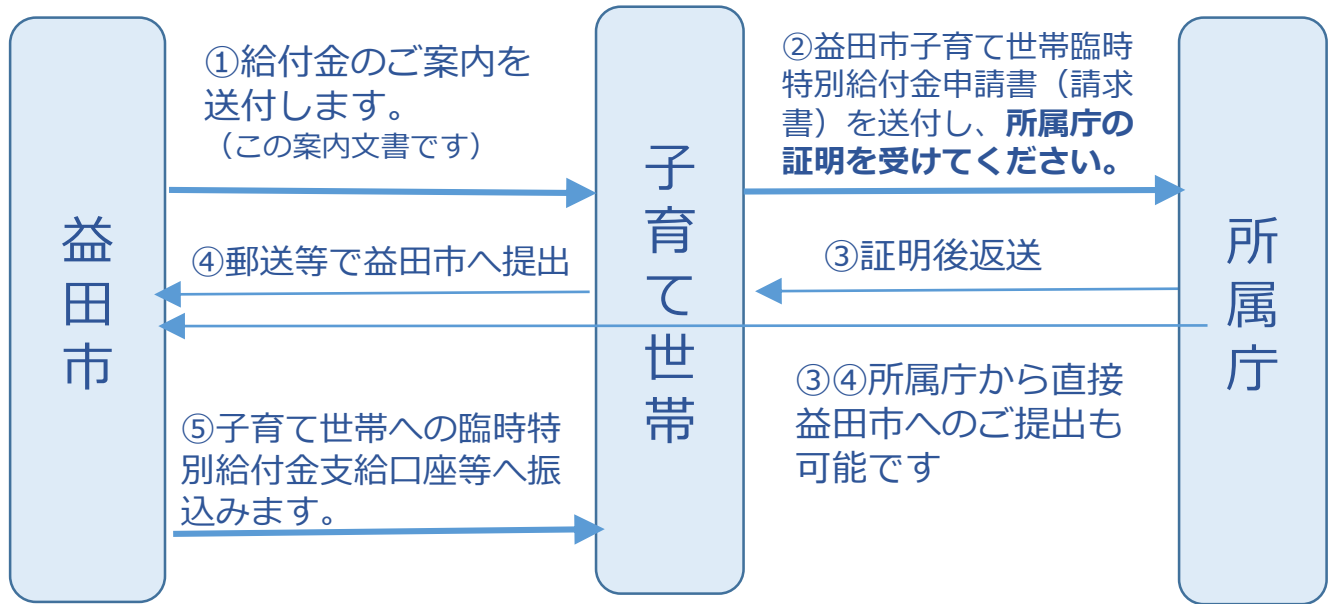 益田市
①給付金のご案内を
送付します。
（この案内文書です）
④郵送等で益田市へ提出
⑤子育て世帯への臨時特
別給付金支給口座等へ振
込みます。
子育て世帯
②益田市子育て世帯臨時
特別給付金申請書（請求
書）を送付し、所属庁の
証明を受けてください。
③証明後返送
③④所属庁から直接
益田市へのご提出も
可能です
所属庁